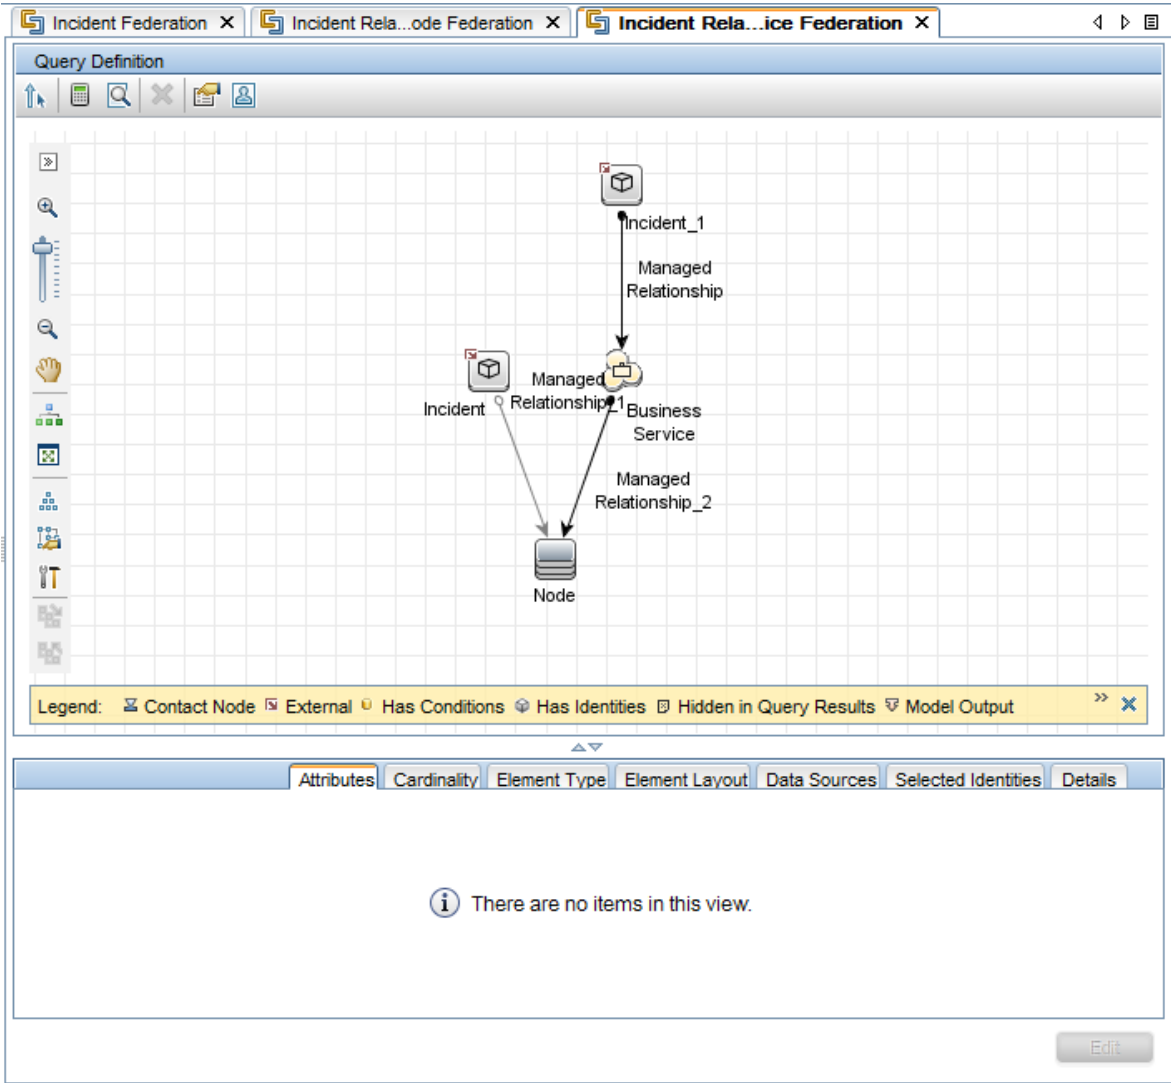 Incident Federation
Incident Rela...ode Federation
Incident Rela...ice Federation
Query Definition
Incident_1
Managed
Relationship
Managed
Relationship_1
Incident
Business
Service
Managed
Relationship_2
Node
Legend: Contact Node External Has Conditions Has Identities Hidden in Query Results Model Output
Attributes Cardinality Element Type Element Layout Data Sources Selected Identities Details
There are no items in this view.
Edit